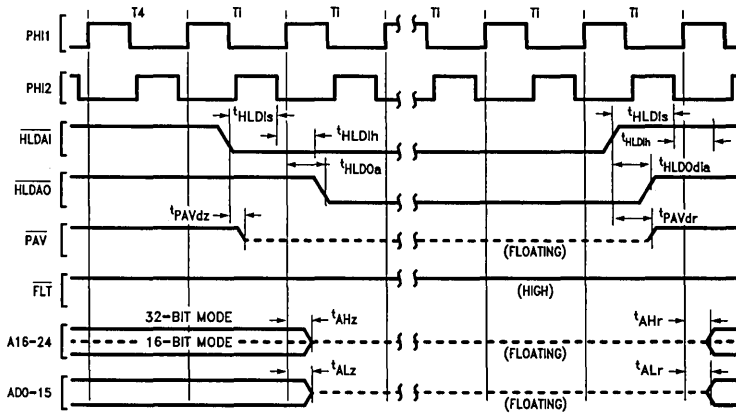 T4 Ti Ti Ti Ti Ti
PHI1
PHI2
HLDAI
tHLDIs tHLDIs
tHLDIh tHLDIh
HLDAO
tHLDOa tHLDOdia
PAV
tPAVdz tPAVdr
(FLOATING)
FLT
(HIGH)
A16-24
32-BIT MODE
16-BIT MODE
tAHz tAHr
(FLOATING)
AD0-15
tALz tALr
(FLOATING)